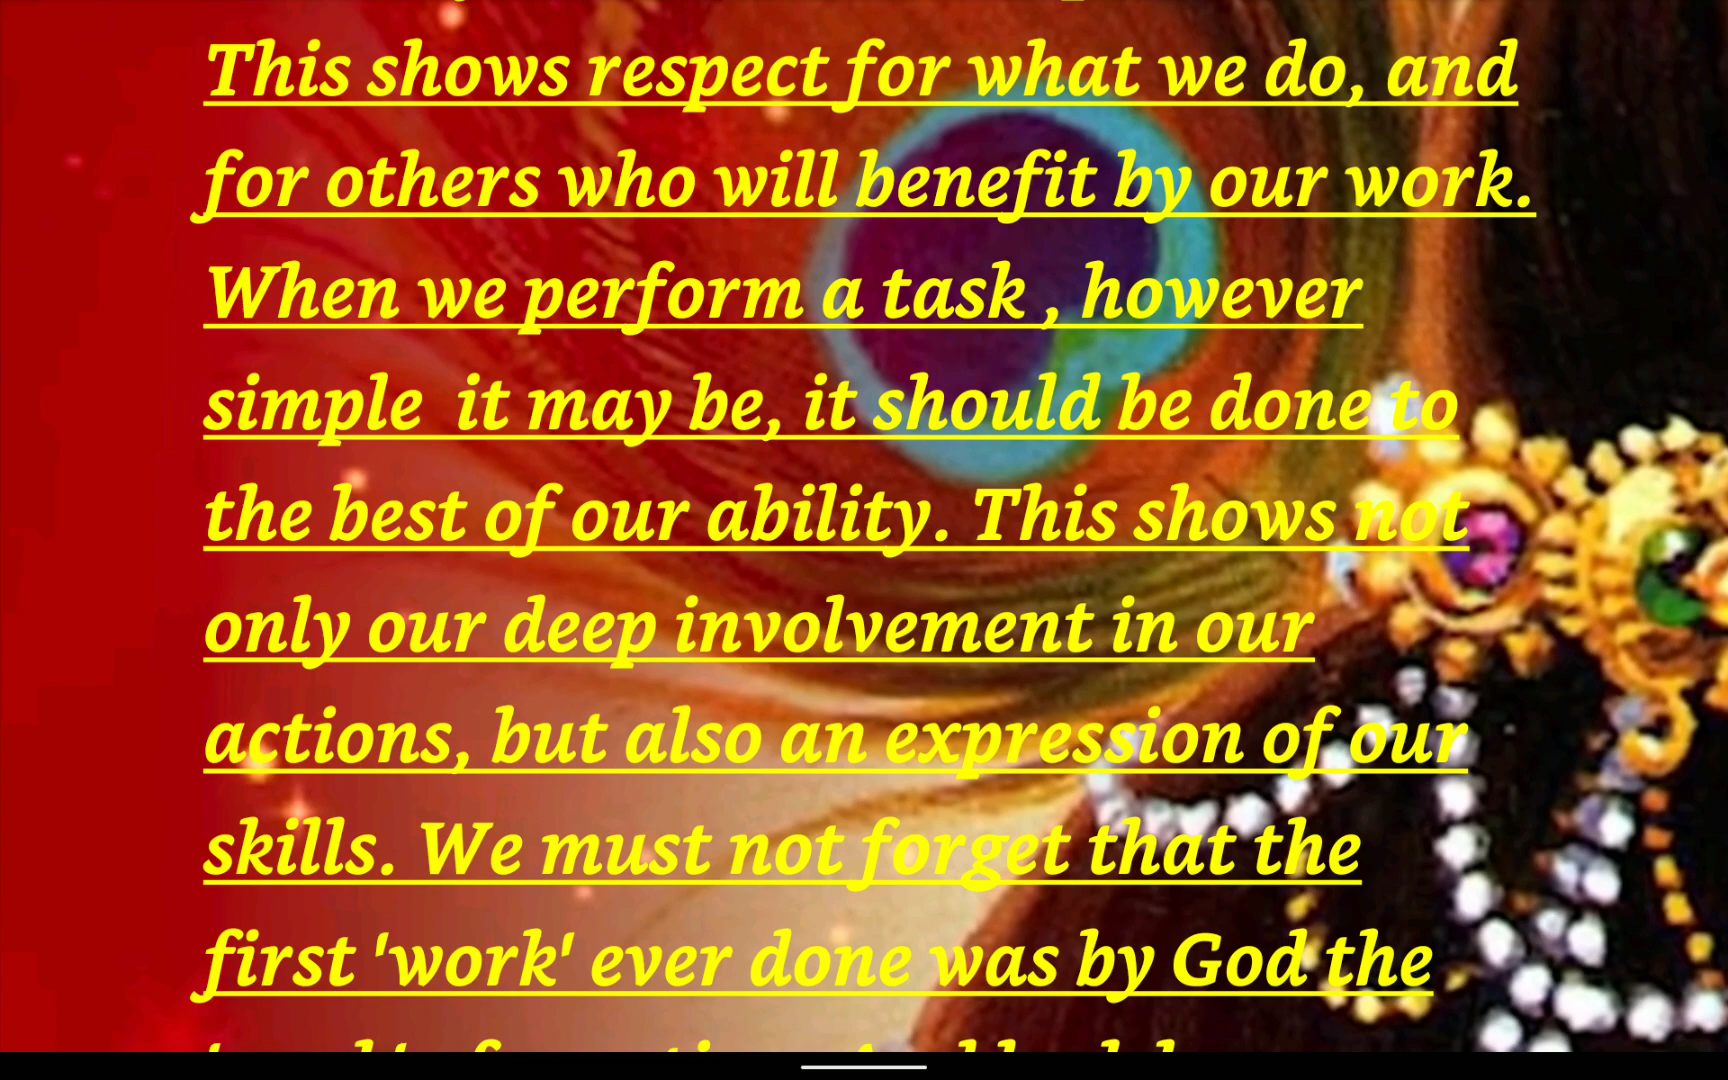 This shows respect for what we do, and
for others who will benefit by our work.
When we perform a task , however
simple  it may be, it should be done to
the best of our ability. This shows not
only our deep involvement in our
actions, but also an expression of our
skills. We must not forget that the
first 'work' ever done was by God the